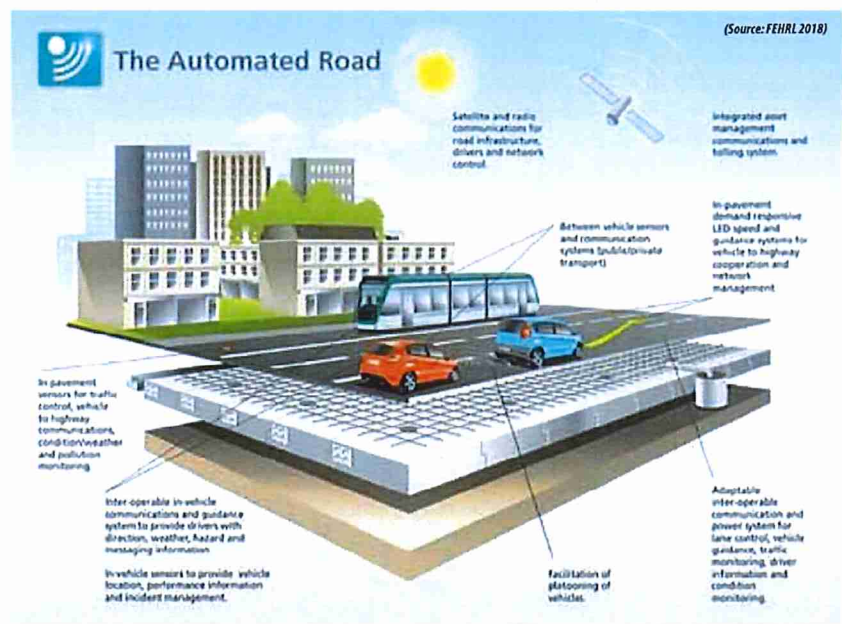 (Source: FEHRL 2018)
The Automated Road
Satellite and radio
communications for
road infrastructure,
drivers and network
control.
Integrated asset
management
communications and
tolling system
In-pavement
demand responsive
LED speed and
guidance systems for
vehicle to highway
cooperation and
network
management
Between vehicle sensors
and communication
systems (public/private
transport)
In-pavement
sensors for traffic
control, vehicle
to highway
communications,
condition/weather
and pollution
monitoring
Inter-operable in-vehicle
communications and guidance
system to provide drivers with
direction, weather, hazard and
messaging information
In-vehicle sensors to provide vehicle
location, performance information
and incident management.
Facilitation of
platooning of
vehicles.
Adaptable
inter-operable
communication and
power system for
lane control, vehicle
guidance, traffic
monitoring, driver
information and
condition
monitoring.